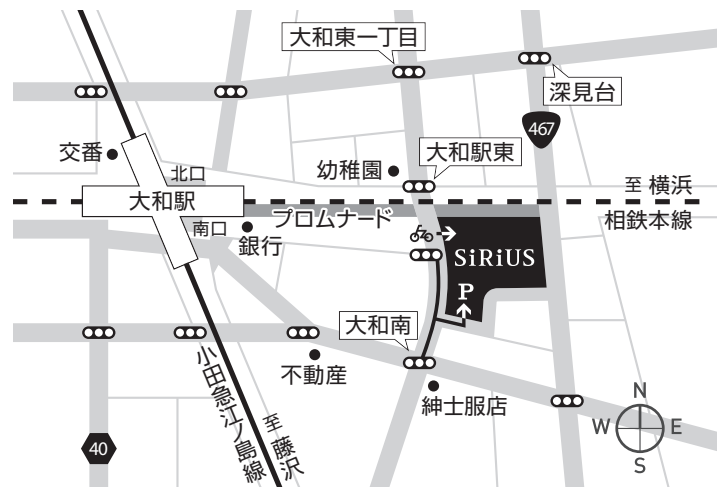 大和東一丁目
深見台
467
交番
北口
幼稚園
大和駅東
大和駅
至 横浜
プロムナード
相鉄本線
南口
銀行
SiRiUS
P
大和南
不動産
紳士服店
小田急江ノ島線
至 藤沢
40
N
W
E
S